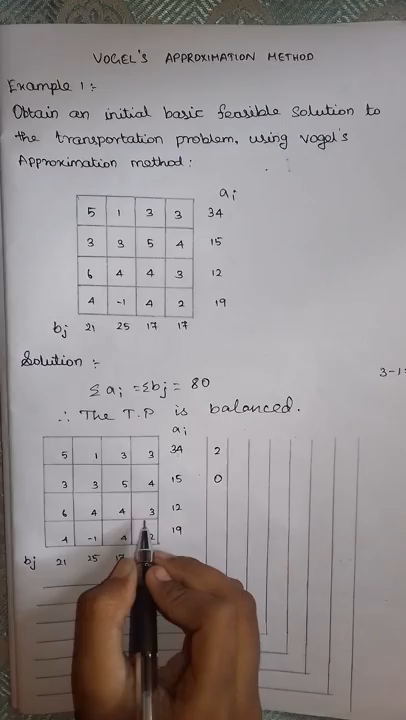 VOGEL'S APPROXIMATION METHOD
Example 1 :-
Obtain an initial basic feasible solution to
the transportation problem, using Vogel's
Approximation method :
ai
5 1 3 3 34
3 3 5 4 15
6 4 4 3 12
4 -1 4 2 19
bj 21 25 17 17
Solution :-
Σ ai = Σ bj = 80
∴ The T.P is balanced.
3-1=
ai
5 1 3 3 34 2
3 3 5 4 15 0
6 4 4 3 12
4 -1 4 2 19
bj 21 25